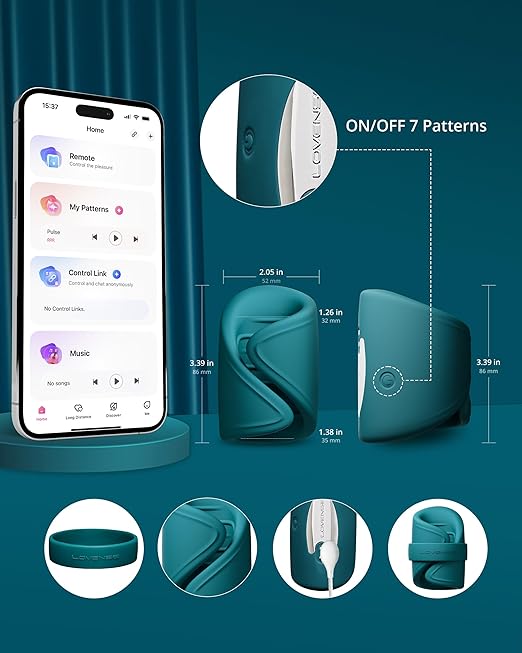 15:37
Home
Remote
Control the pleasure
My Patterns
Pulse
RRR
Control Link
Control and chat anonymously
No Control Links.
Music
No songs
Home
Long Distance
Discover
Me
LOVENSE
ON/OFF 7 Patterns
2.05 in
52 mm
1.26 in
32 mm
3.39 in
86 mm
1.38 in
35 mm
3.39 in
86 mm
LOVENSE
LOVENSE
LOVENSE